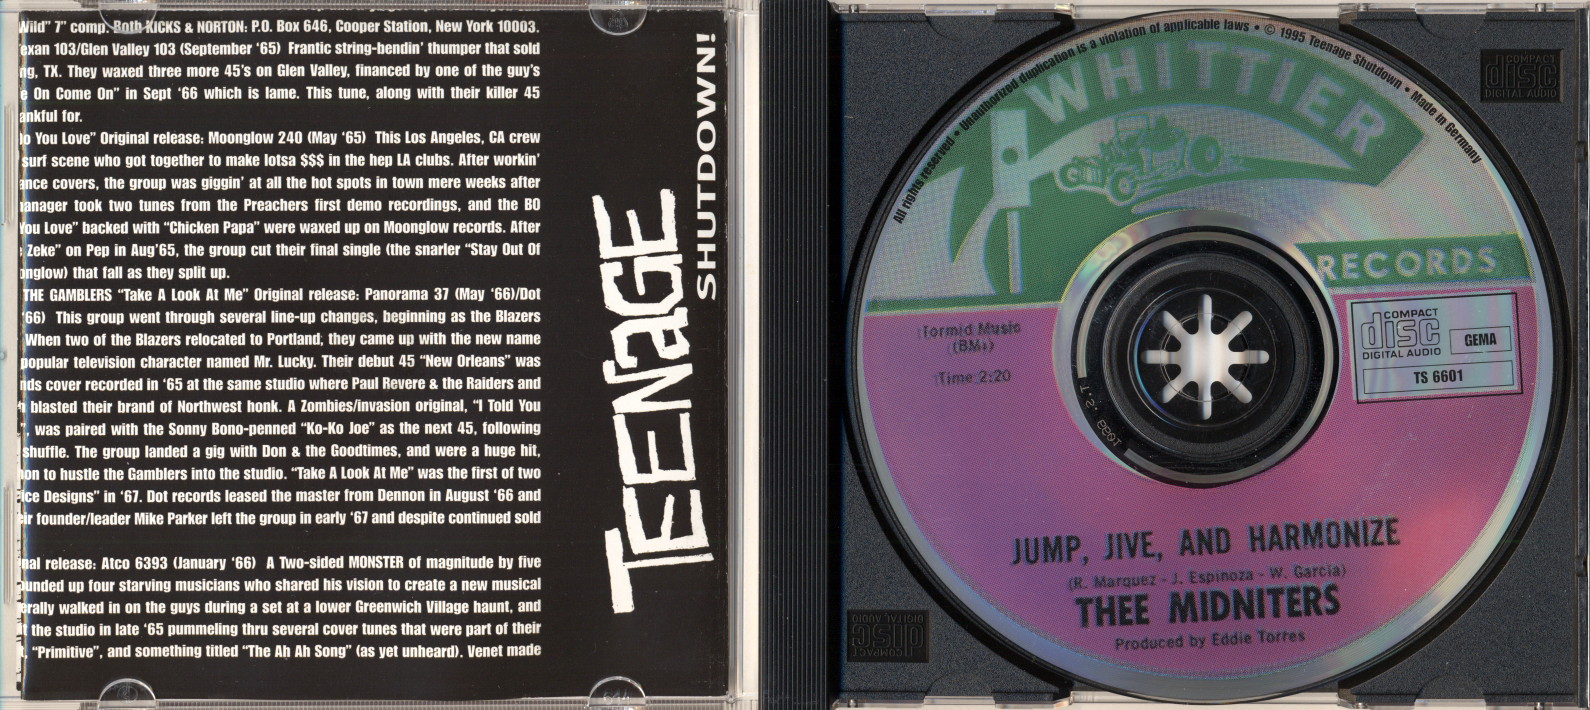 Wild” 7” comp. Both KICKS & NORTON: P.O. Box 646, Cooper Station, New York 10003.
exan 103/Glen Valley 103 (September ‘65) Frantic string-bendin’ thumper that sold
ng, TX. They waxed three more 45’s on Glen Valley, financed by one of the guy’s
e On Come On” in Sept ‘66 which is lame. This tune, along with their killer 45
ankful for.
o You Love” Original release: Moonglow 240 (May ‘65) This Los Angeles, CA crew
surf scene who got together to make lotsa $$$ in the hep LA clubs. After workin’
ance covers, the group was giggin’ at all the hot spots in town mere weeks after
anager took two tunes from the Preachers first demo recordings, and the BO
You Love” backed with “Chicken Papa” were waxed up on Moonglow records. After
Zeke” on Pep in Aug’65, the group cut their final single (the snarler “Stay Out Of
onglow) that fall as they split up.
THE GAMBLERS “Take A Look At Me” Original release: Panorama 37 (May ‘66)/Dot
‘66) This group went through several line-up changes, beginning as the Blazers
When two of the Blazers relocated to Portland, they came up with the new name
popular television character named Mr. Lucky. Their debut 45 “New Orleans” was
nds cover recorded in ‘65 at the same studio where Paul Revere & the Raiders and
blasted their brand of Northwest honk. A Zombies/invasion original, “I Told You
”, was paired with the Sonny Bono-penned “Ko-Ko Joe” as the next 45, following
shuffle. The group landed a gig with Don & the Goodtimes, and were a huge hit,
on to hustle the Gamblers into the studio. “Take A Look At Me” was the first of two
ice Designs” in ‘67. Dot records leased the master from Dennon in August ‘66 and
eir founder/leader Mike Parker left the group in early ‘67 and despite continued sold
nal release: Atco 6393 (January ‘66) A Two-sided MONSTER of magnitude by five
ounded up four starving musicians who shared his vision to create a new musical
erally walked in on the guys during a set at a lower Greenwich Village haunt, and
t the studio in late ‘65 pummeling thru several cover tunes that were part of their
“Primitive”, and something titled “The Ah Ah Song” (as yet unheard). Venet made
TEENAGE
SHUTDOWN!
All rights reserved • Unauthorized duplication is a violation of applicable laws • © 1995 Teenage Shutdown • Made in Germany
WHITTIER
RECORDS
Tormid Music
Time 2:20
COMPACT
disc
DIGITAL AUDIO
GEMA
TS 6601
JUMP, JIVE, AND HARMONIZE
(R. Marquez - J. Espinoza - W. Garcia)
THEE MIDNITERS
Produced by Eddie Torres
COMPACT
disc
DIGITAL AUDIO
COMPACT
disc
DIGITAL AUDIO